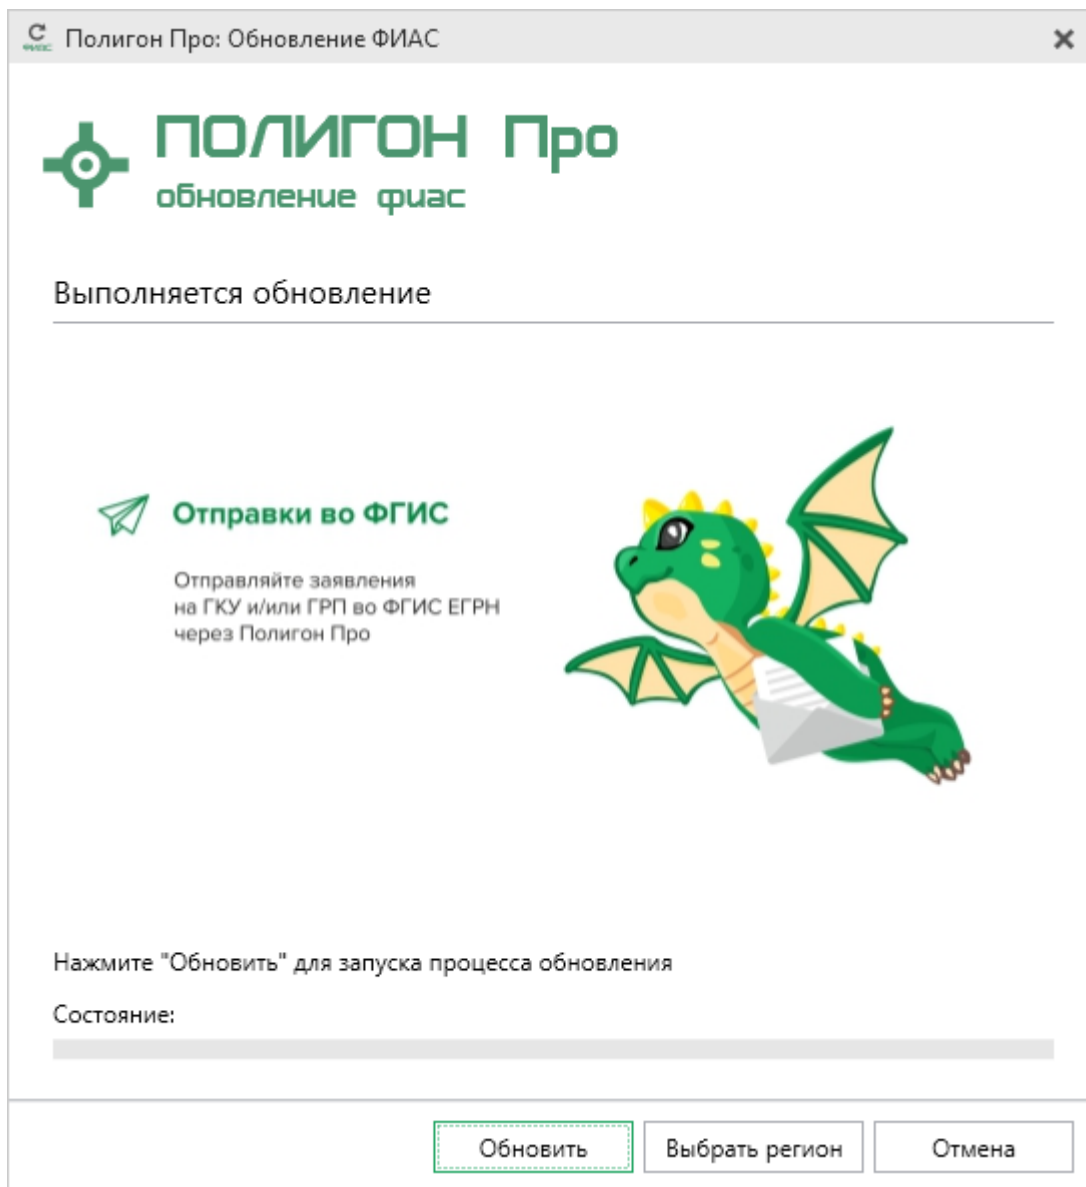 Полигон Про: Обновление ФИАС
ФИАС
ПОЛИГОН Про
обновление фиас
Выполняется обновление
Отправки во ФГИС
Отправляйте заявления
на ГКУ и/или ГРП во ФГИС ЕГРН
через Полигон Про
Нажмите "Обновить" для запуска процесса обновления
Состояние:
Обновить
Выбрать регион
Отмена